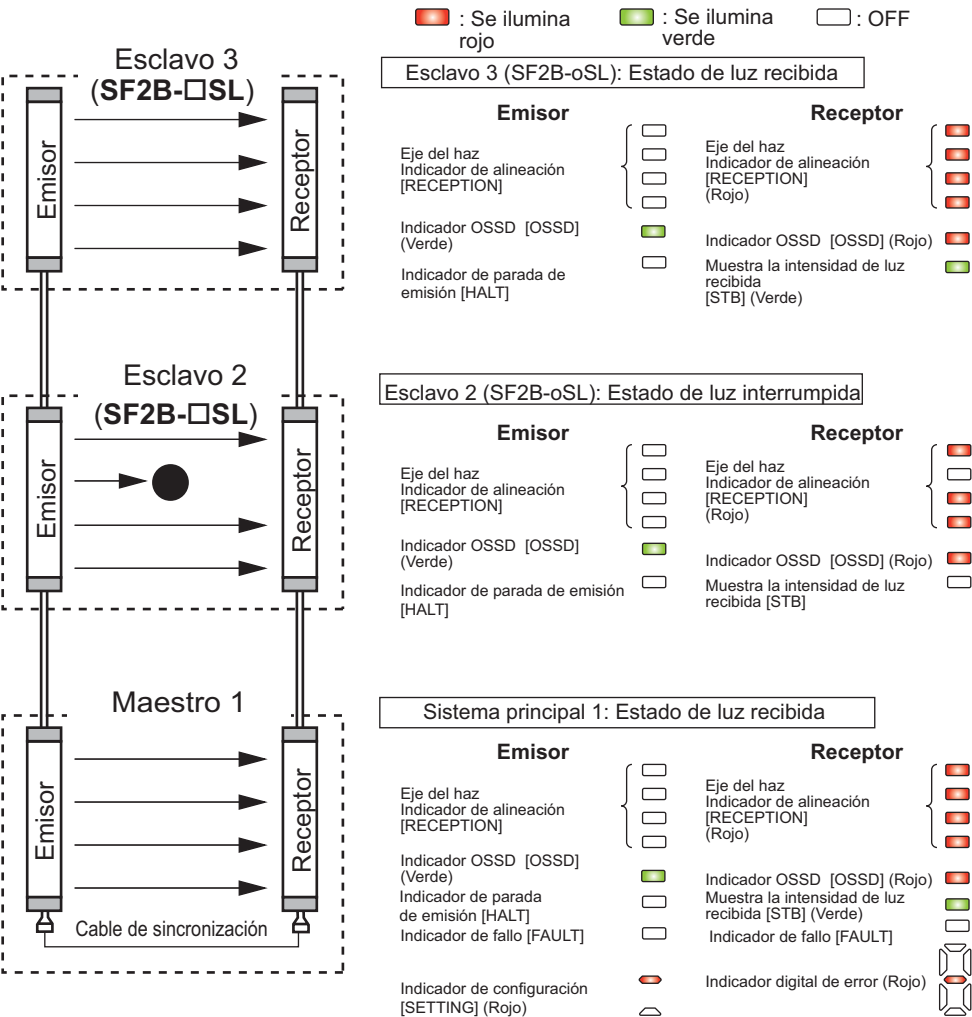 : Se ilumina
rojo
: Se ilumina
verde
: OFF
Esclavo 3
(SF2B-□SL)
Emisor
Receptor
Esclavo 3 (SF2B-oSL): Estado de luz recibida
Emisor
Receptor
Eje del haz
Indicador de alineación
[RECEPTION]
Eje del haz
Indicador de alineación
[RECEPTION]
(Rojo)
Indicador OSSD [OSSD]
(Verde)
Indicador OSSD [OSSD] (Rojo)
Indicador de parada de
emisión [HALT]
Muestra la intensidad de luz
recibida
[STB] (Verde)
Esclavo 2
(SF2B-□SL)
Emisor
Receptor
Esclavo 2 (SF2B-oSL): Estado de luz interrumpida
Emisor
Receptor
Eje del haz
Indicador de alineación
[RECEPTION]
Eje del haz
Indicador de alineación
[RECEPTION]
(Rojo)
Indicador OSSD [OSSD]
(Verde)
Indicador OSSD [OSSD] (Rojo)
Indicador de parada de emisión
[HALT]
Muestra la intensidad de luz
recibida [STB]
Maestro 1
Emisor
Receptor
Cable de sincronización
Sistema principal 1: Estado de luz recibida
Emisor
Receptor
Eje del haz
Indicador de alineación
[RECEPTION]
Eje del haz
Indicador de alineación
[RECEPTION]
(Rojo)
Indicador OSSD [OSSD]
(Verde)
Indicador OSSD [OSSD] (Rojo)
Indicador de parada
de emisión [HALT]
Muestra la intensidad de luz
recibida [STB] (Verde)
Indicador de fallo [FAULT]
Indicador de fallo [FAULT]
Indicador de configuración
[SETTING] (Rojo)
Indicador digital de error (Rojo)